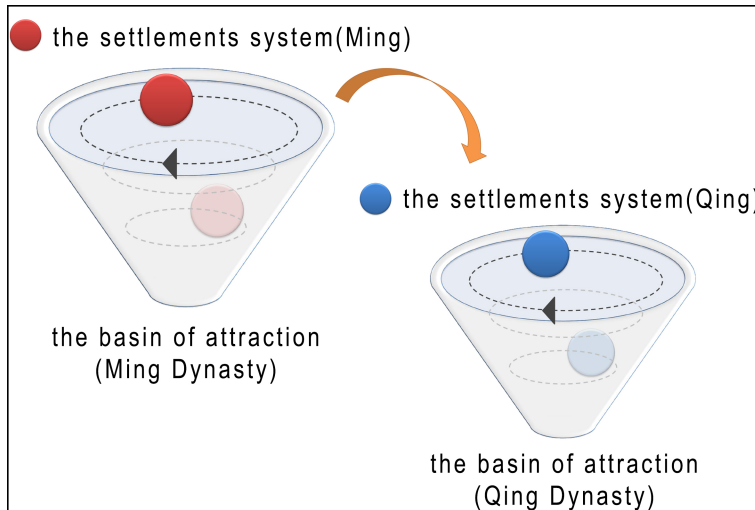 the settlements system(Ming)
the settlements system(Qing)
the basin of attraction
(Ming Dynasty)
the basin of attraction
(Qing Dynasty)